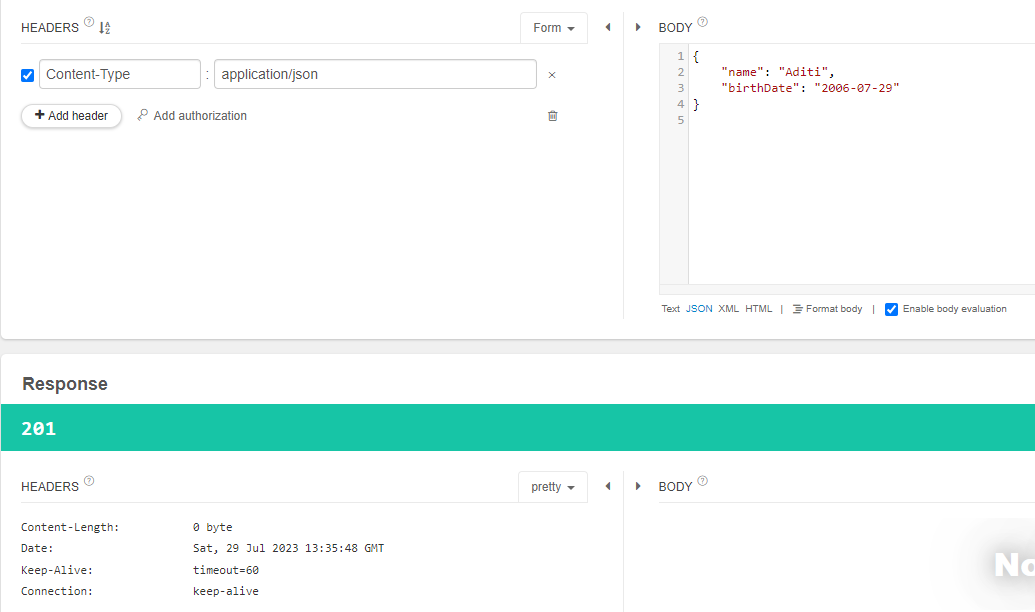 HEADERS ? Form
Content-Type : application/json ×
+ Add header Add authorization
BODY ?
1 {
2 "name": "Aditi",
3 "birthDate": "2006-07-29"
4 }
5
Text JSON XML HTML | Format body | Enable body evaluation
Response
201
HEADERS ? pretty
Content-Length: 0 byte
Date: Sat, 29 Jul 2023 13:35:48 GMT
Keep-Alive: timeout=60
Connection: keep-alive
BODY ?
No